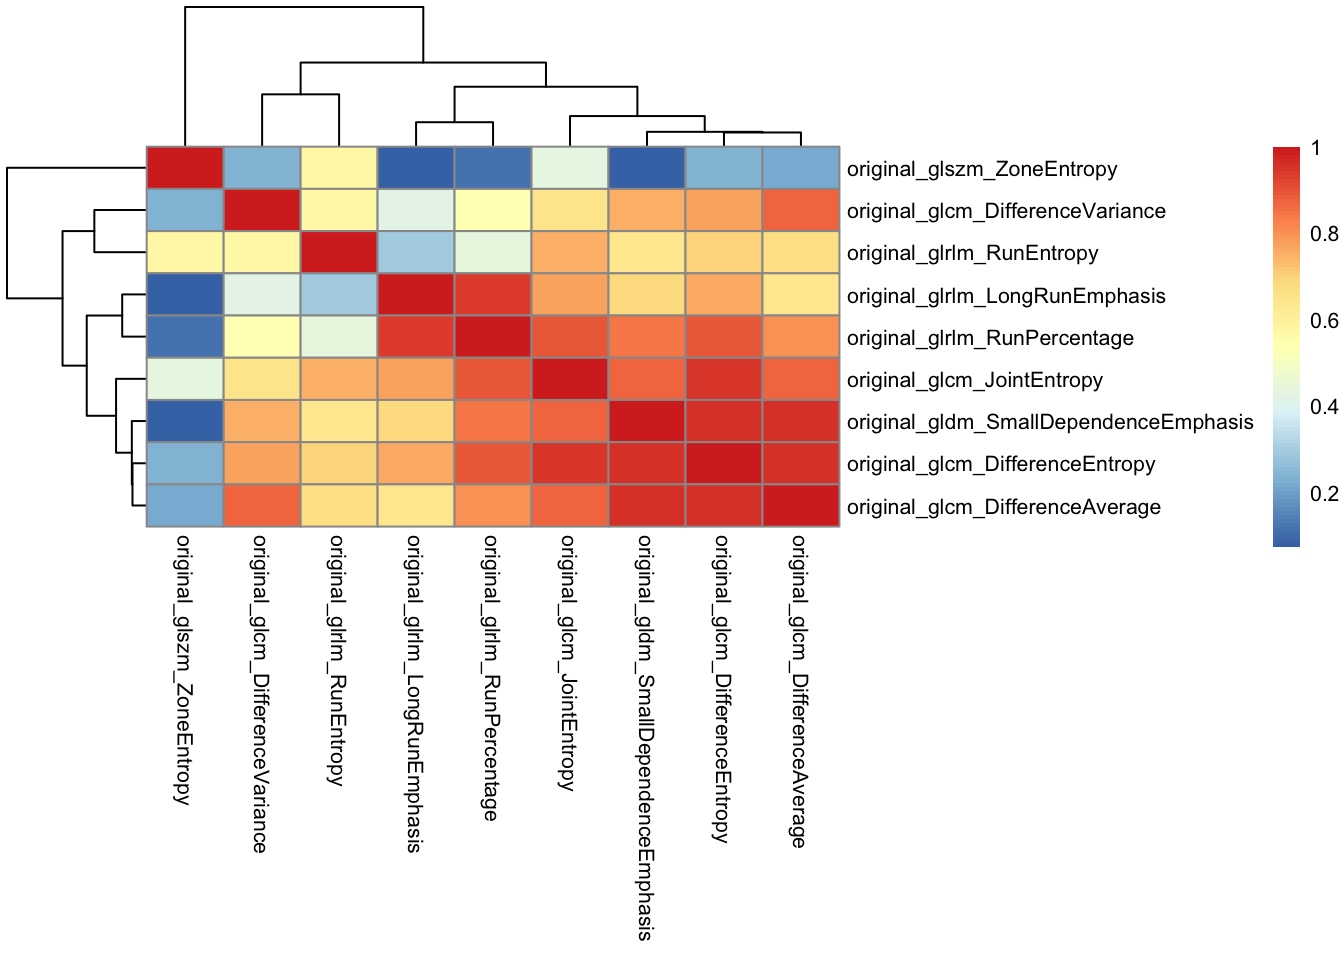 original_glszm_ZoneEntropy
original_glcm_DifferenceVariance
original_glrlm_RunEntropy
original_glrlm_LongRunEmphasis
original_glrlm_RunPercentage
original_glcm_JointEntropy
original_gldm_SmallDependenceEmphasis
original_glcm_DifferenceEntropy
original_glcm_DifferenceAverage
1
0.8
0.6
0.4
0.2
original_glszm_ZoneEntropy
original_glcm_DifferenceVariance
original_glrlm_RunEntropy
original_glrlm_LongRunEmphasis
original_glrlm_RunPercentage
original_glcm_JointEntropy
original_gldm_SmallDependenceEmphasis
original_glcm_DifferenceEntropy
original_glcm_DifferenceAverage